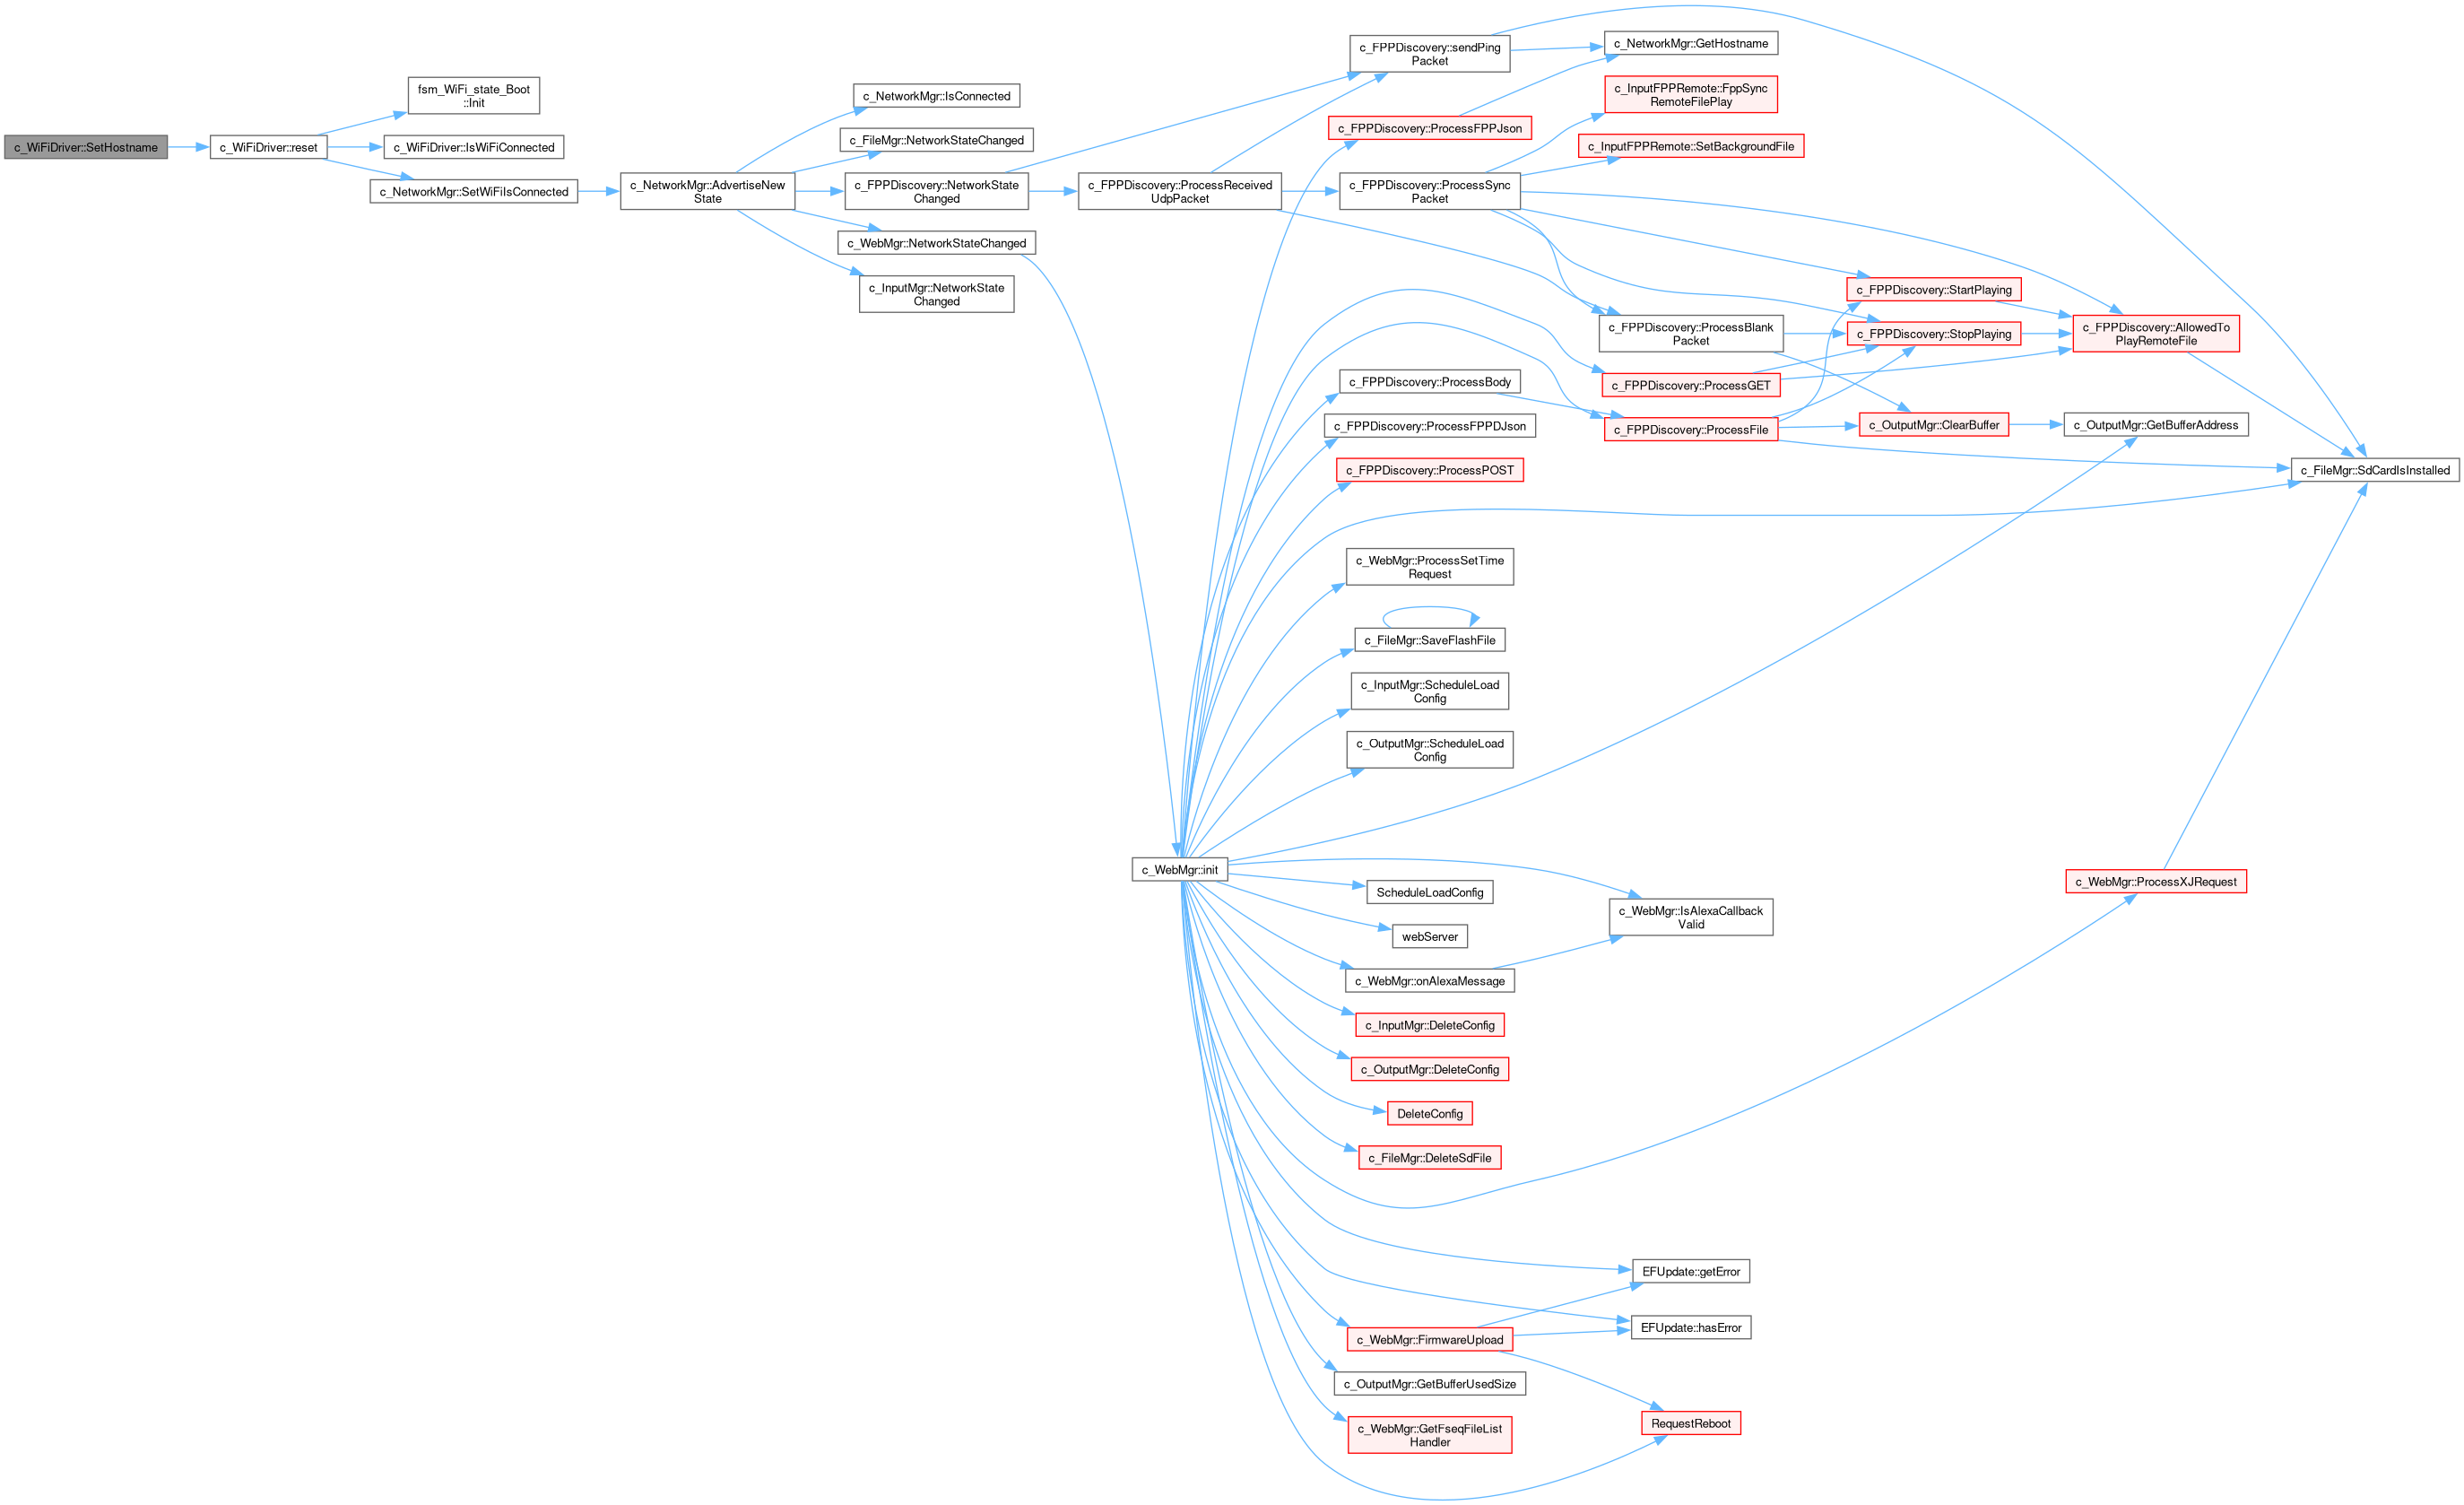 c_WiFiDriver::SetHostname
c_WiFiDriver::reset
fsm_WiFi_state_Boot
::Init
c_WiFiDriver::IsWiFiConnected
c_NetworkMgr::SetWiFiIsConnected
c_NetworkMgr::AdvertiseNew
State
c_NetworkMgr::IsConnected
c_FileMgr::NetworkStateChanged
c_FPPDiscovery::NetworkState
Changed
c_WebMgr::NetworkStateChanged
c_InputMgr::NetworkState
Changed
c_FPPDiscovery::ProcessReceived
UdpPacket
c_WebMgr::init
c_FPPDiscovery::sendPing
Packet
c_FPPDiscovery::ProcessFPPJson
c_FPPDiscovery::ProcessSync
Packet
c_FPPDiscovery::ProcessBody
c_FPPDiscovery::ProcessFPPDJson
c_FPPDiscovery::ProcessPOST
c_WebMgr::ProcessSetTime
Request
c_FileMgr::SaveFlashFile
c_InputMgr::ScheduleLoad
Config
c_OutputMgr::ScheduleLoad
Config
ScheduleLoadConfig
webServer
c_WebMgr::onAlexaMessage
c_InputMgr::DeleteConfig
c_OutputMgr::DeleteConfig
DeleteConfig
c_FileMgr::DeleteSdFile
c_WebMgr::FirmwareUpload
c_OutputMgr::GetBufferUsedSize
c_WebMgr::GetFseqFileList
Handler
c_NetworkMgr::GetHostname
c_InputFPPRemote::FppSync
RemoteFilePlay
c_InputFPPRemote::SetBackgroundFile
c_FPPDiscovery::ProcessBlank
Packet
c_FPPDiscovery::ProcessGET
c_FPPDiscovery::ProcessFile
c_WebMgr::IsAlexaCallback
Valid
EFUpdate::getError
EFUpdate::hasError
RequestReboot
c_FPPDiscovery::StartPlaying
c_FPPDiscovery::StopPlaying
c_OutputMgr::ClearBuffer
c_FPPDiscovery::AllowedTo
PlayRemoteFile
c_OutputMgr::GetBufferAddress
c_WebMgr::ProcessXJRequest
c_FileMgr::SdCardIsInstalled